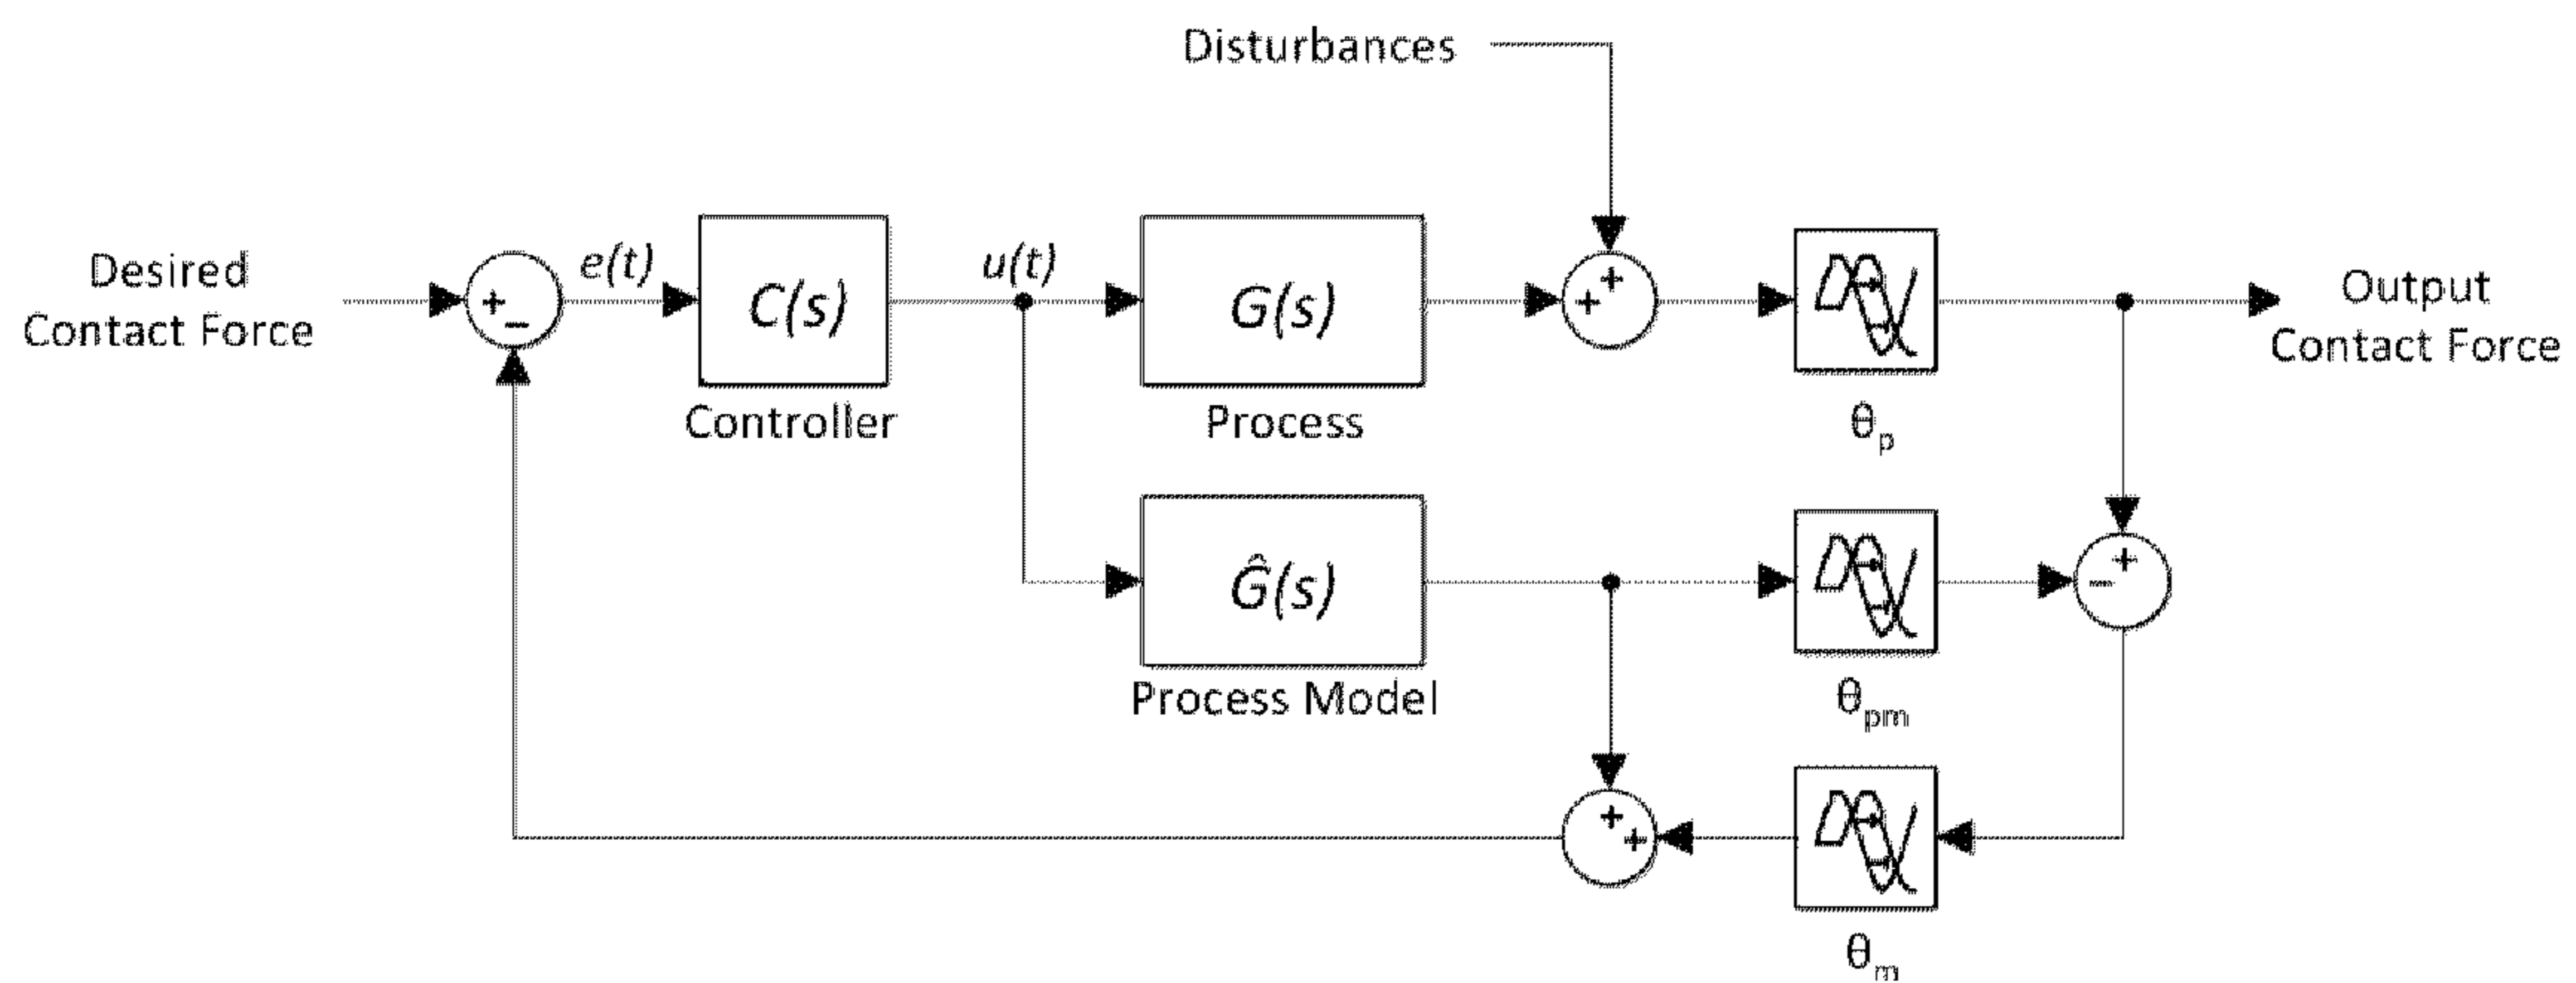 Disturbances
Desired
Contact Force
e(t)
C(s)
Controller
u(t)
G(s)
Process
θp
Output
Contact Force
Ĝ(s)
Process Model
θpm
θm
+
−
+
+
+
−
+
+